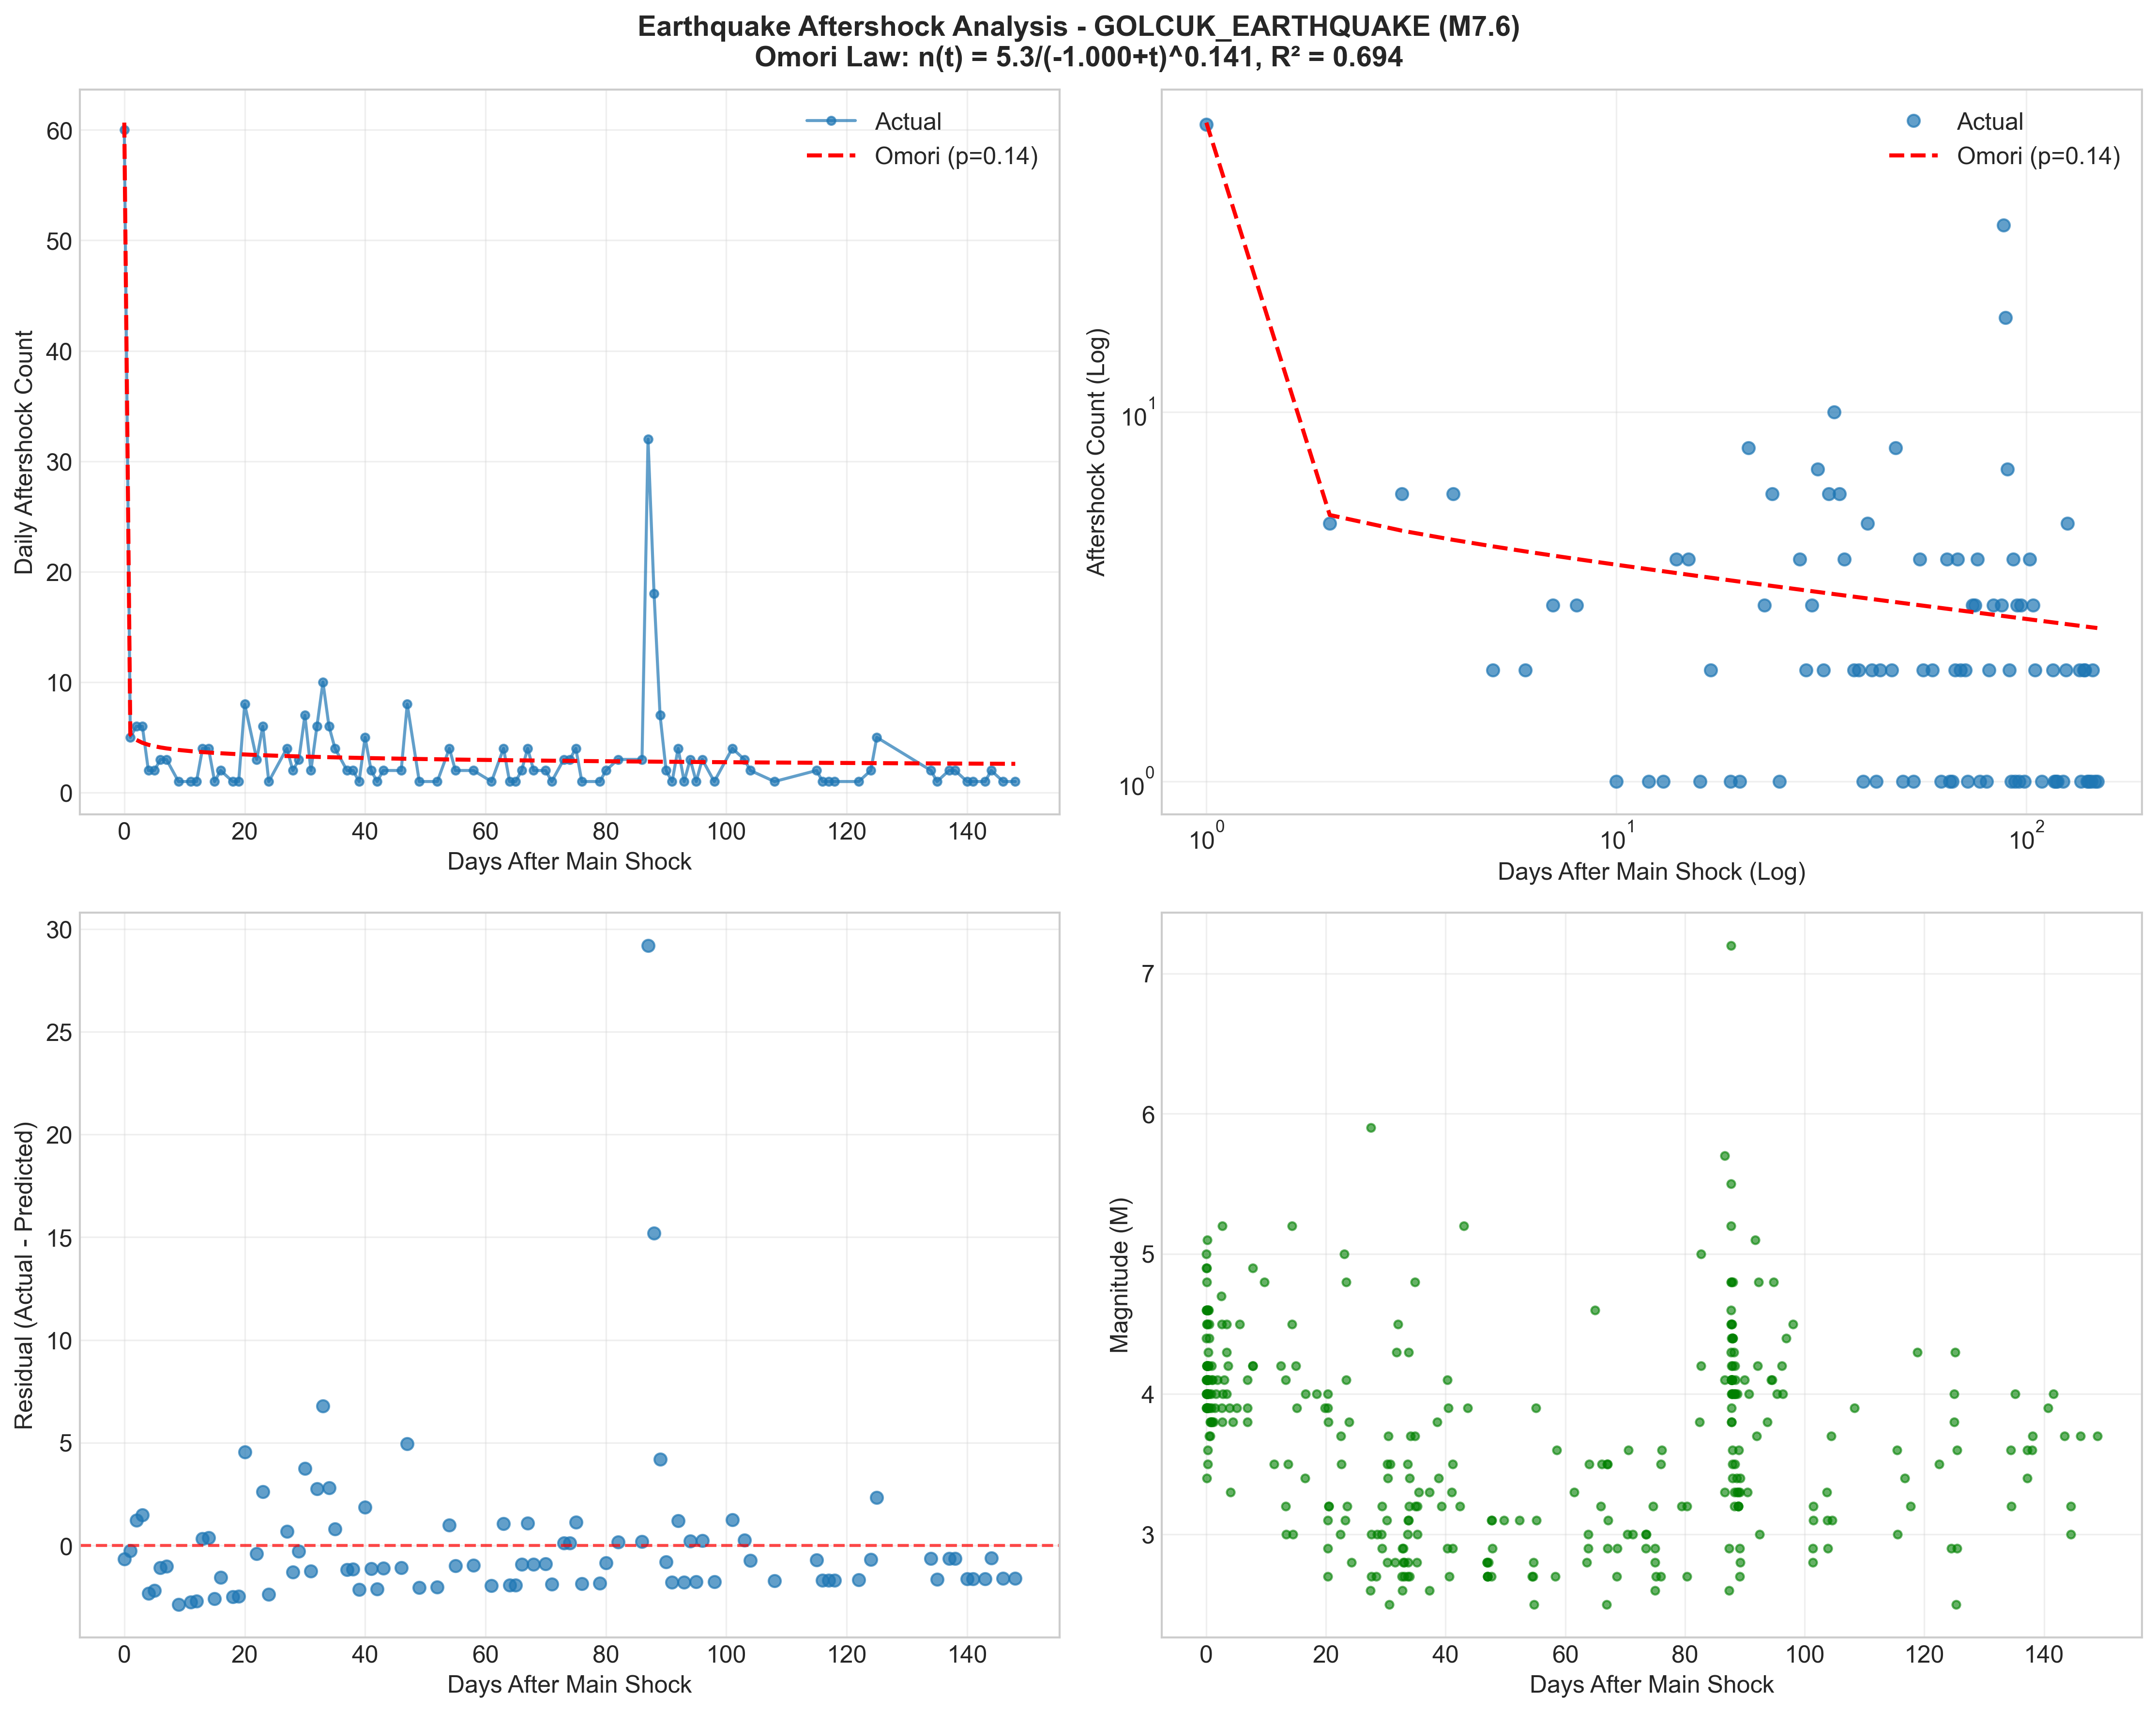 Earthquake Aftershock Analysis - GOLCUK_EARTHQUAKE (M7.6)
Omori Law: n(t) = 5.3/(-1.000+t)^0.141, R² = 0.694
Daily Aftershock Count
60
50
40
30
20
10
0
Actual
Omori (p=0.14)
0 20 40 60 80 100 120 140
Days After Main Shock
Aftershock Count (Log)
10^1
10^0
Actual
Omori (p=0.14)
10^0 10^1 10^2
Days After Main Shock (Log)
Residual (Actual - Predicted)
30
25
20
15
10
5
0
0 20 40 60 80 100 120 140
Days After Main Shock
Magnitude (M)
7
6
5
4
3
0 20 40 60 80 100 120 140
Days After Main Shock